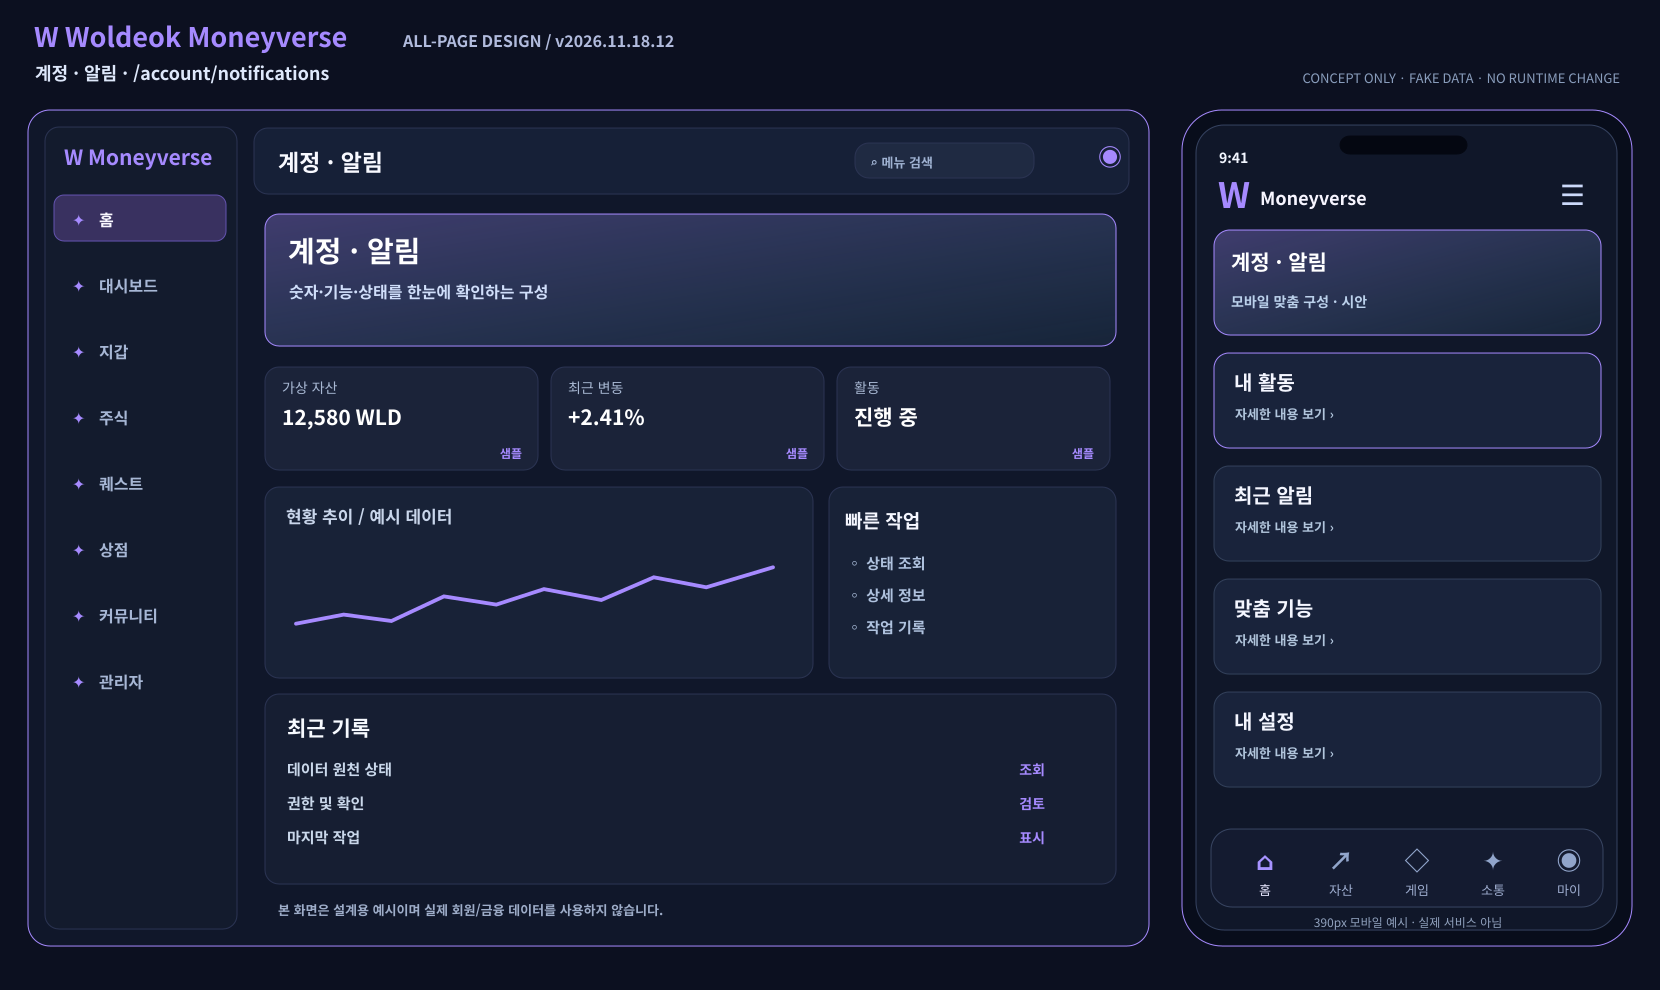 W Woldeok Moneyverse
ALL-PAGE DESIGN / v2026.11.18.12
계정 · 알림 · /account/notifications
CONCEPT ONLY · FAKE DATA · NO RUNTIME CHANGE
W Moneyverse
✦ 홈
✦ 대시보드
✦ 지갑
✦ 주식
✦ 퀘스트
✦ 상점
✦ 커뮤니티
✦ 관리자
계정 · 알림
⌕ 메뉴 검색
계정 · 알림
숫자·기능·상태를 한눈에 확인하는 구성
가상 자산
12,580 WLD
샘플
최근 변동
+2.41%
샘플
활동
진행 중
샘플
현황 추이 / 예시 데이터
빠른 작업
◦ 상태 조회
◦ 상세 정보
◦ 작업 기록
최근 기록
데이터 원천 상태 조회
권한 및 확인 검토
마지막 작업 표시
본 화면은 설계용 예시이며 실제 회원/금융 데이터를 사용하지 않습니다.
9:41
W Moneyverse ☰
계정 · 알림
모바일 맞춤 구성 · 시안
내 활동
자세한 내용 보기 ›
최근 알림
자세한 내용 보기 ›
맞춤 기능
자세한 내용 보기 ›
내 설정
자세한 내용 보기 ›
홈 자산 게임 소통 마이
390px 모바일 예시 · 실제 서비스 아님